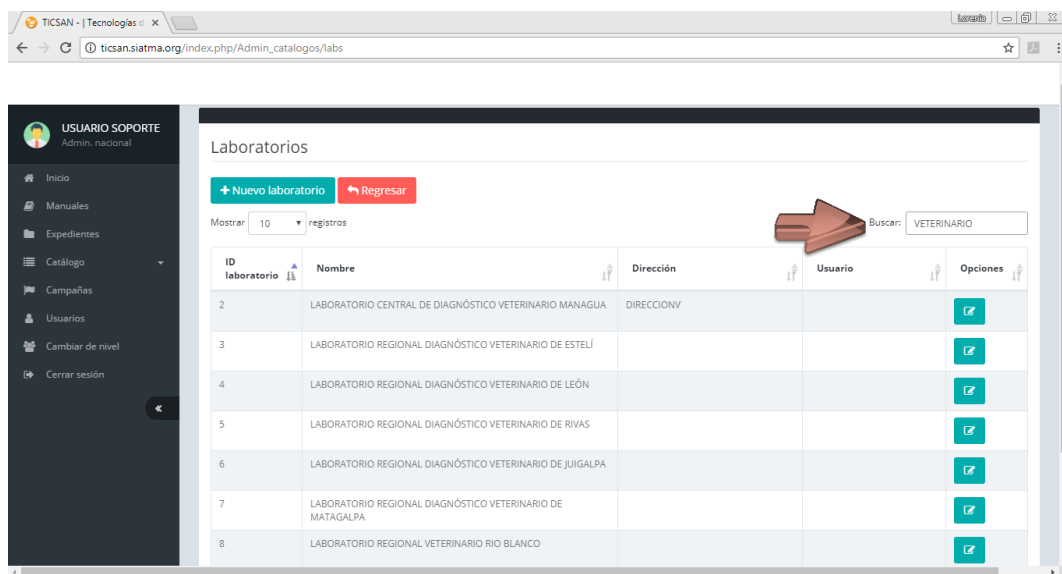 TICSAN - | Tecnologías d
Lorenia
ticsan.siatma.org/index.php/Admin_catalogos/labs
USUARIO SOPORTE
Admin. nacional
Inicio
Manuales
Expedientes
Catálogo
Campañas
Usuarios
Cambiar de nivel
Cerrar sesión
Laboratorios
Nuevo laboratorio Regresar
Mostrar 10 registros Buscar: VETERINARIO
ID laboratorio Nombre Dirección Usuario Opciones
2 LABORATORIO CENTRAL DE DIAGNÓSTICO VETERINARIO MANAGUA DIRECCIONV
3 LABORATORIO REGIONAL DIAGNÓSTICO VETERINARIO DE ESTELÍ
4 LABORATORIO REGIONAL DIAGNÓSTICO VETERINARIO DE LEÓN
5 LABORATORIO REGIONAL DIAGNÓSTICO VETERINARIO DE RIVAS
6 LABORATORIO REGIONAL DIAGNÓSTICO VETERINARIO DE JUIGALPA
7 LABORATORIO REGIONAL DIAGNÓSTICO VETERINARIO DE
MATAGALPA
8 LABORATORIO REGIONAL VETERINARIO RIO BLANCO